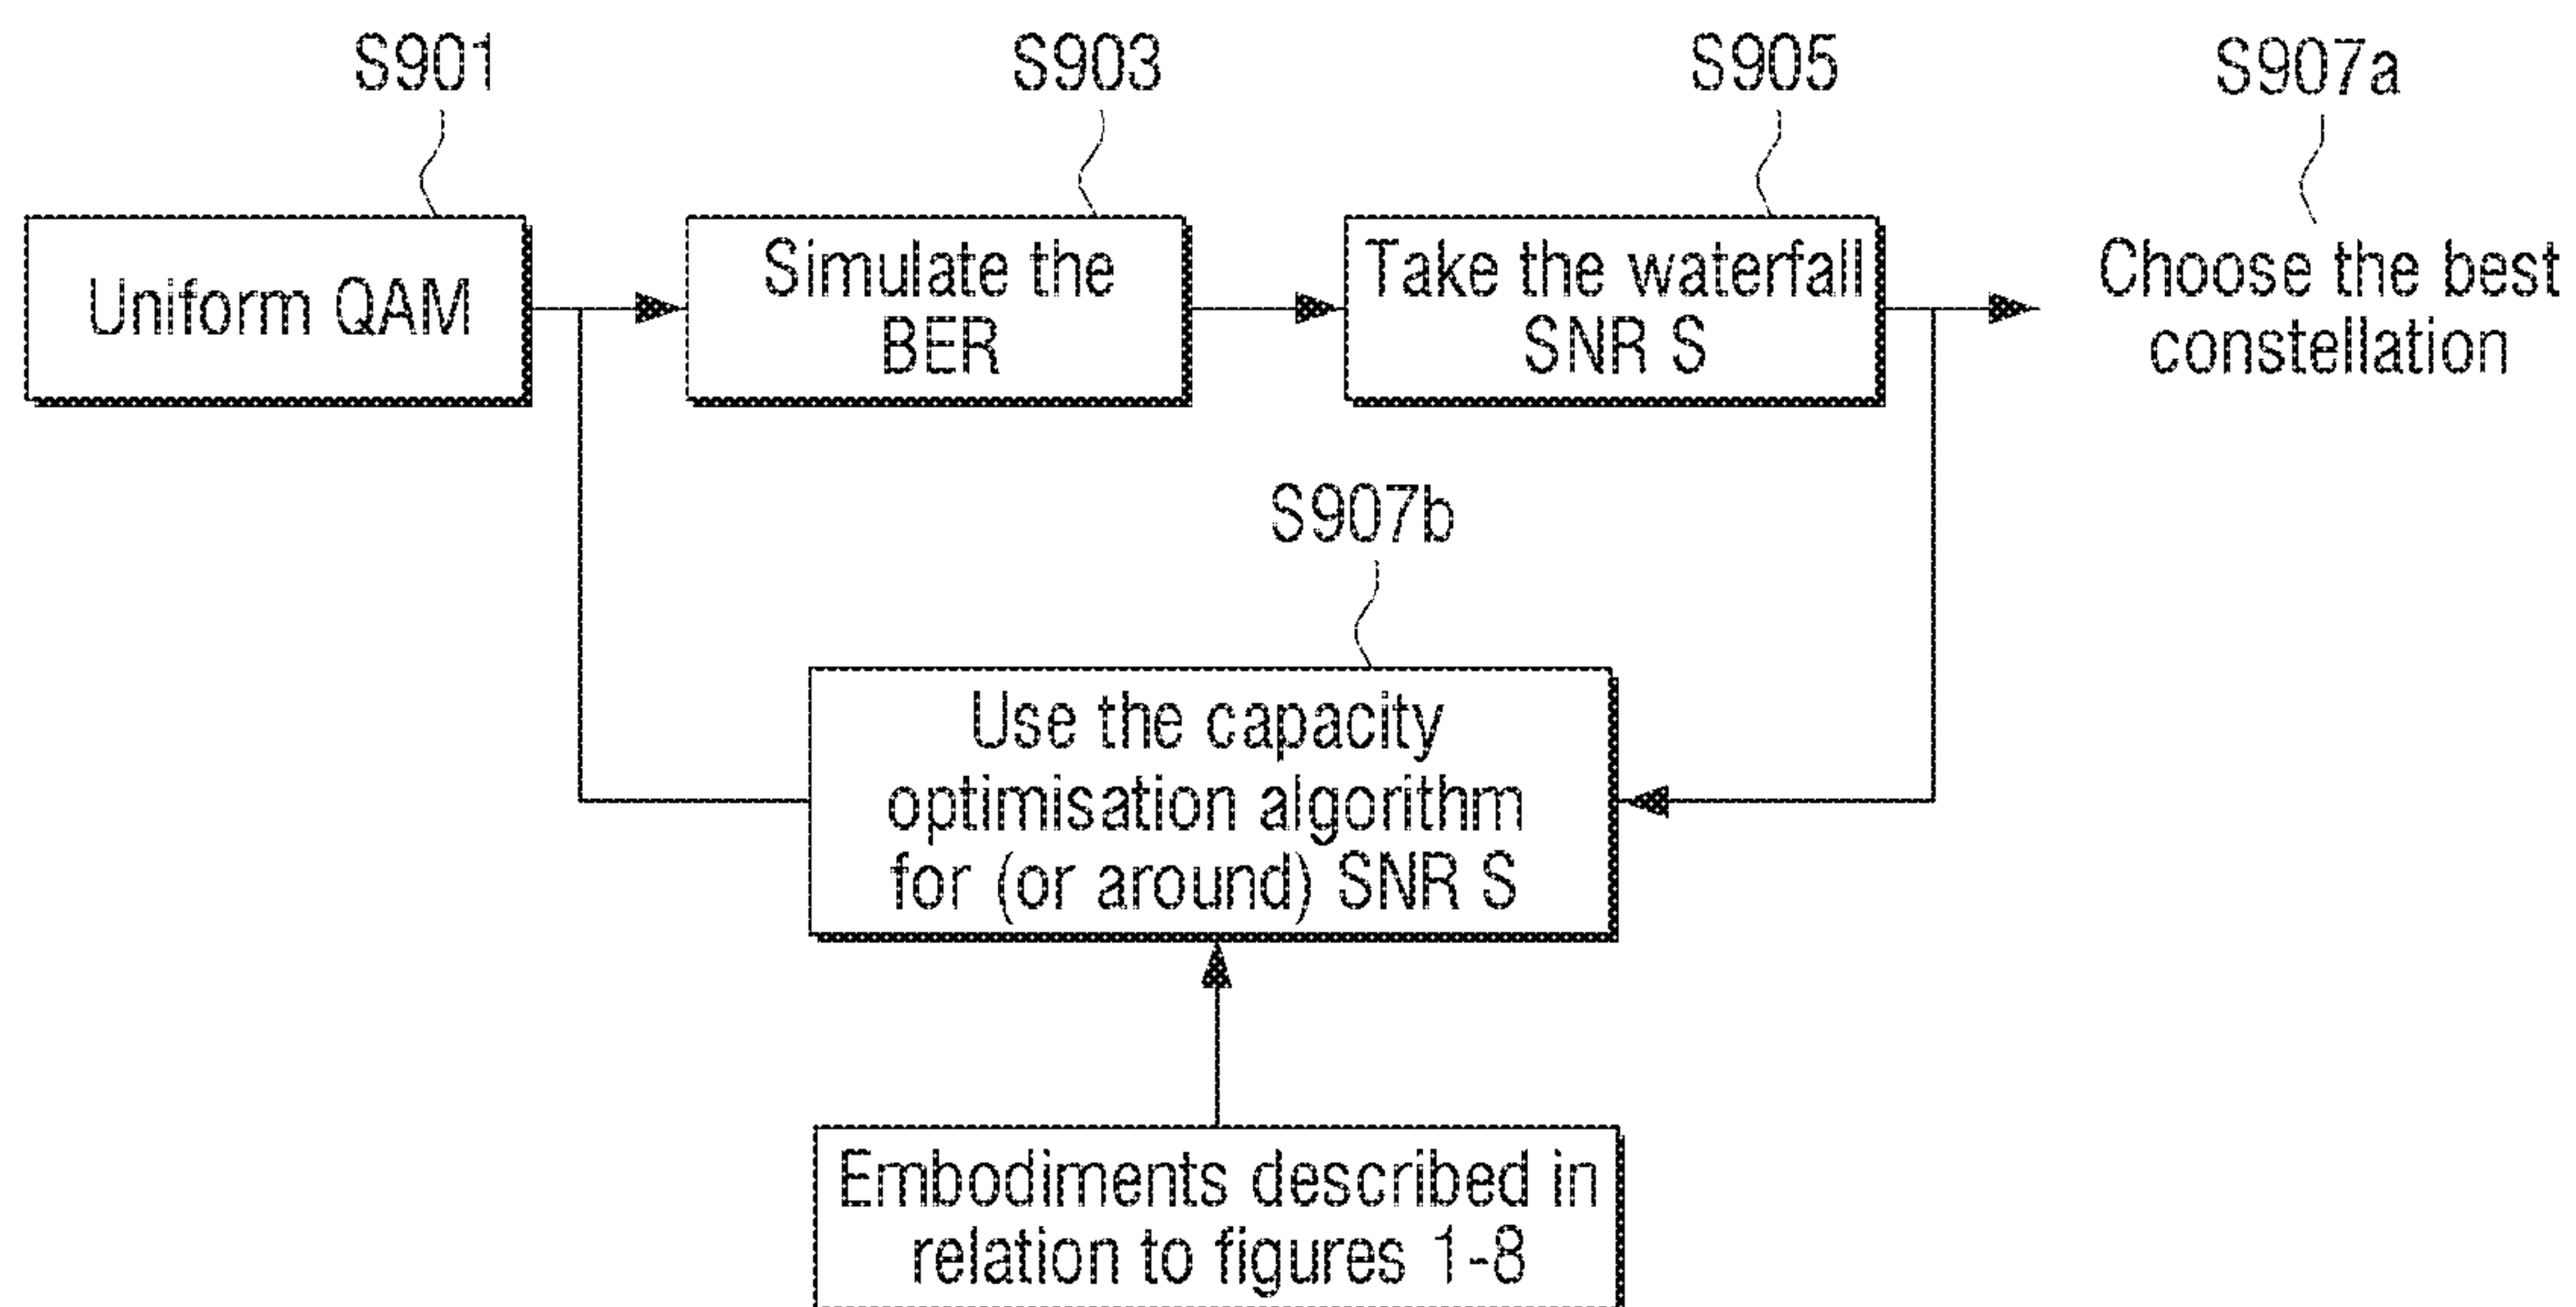 S901
S903
S905
S907a
Uniform QAM
Simulate the
BER
Take the waterfall
SNR S
Choose the best
constellation
S907b
Use the capacity
optimisation algorithm
for (or around) SNR S
Embodiments described in
relation to figures 1-8